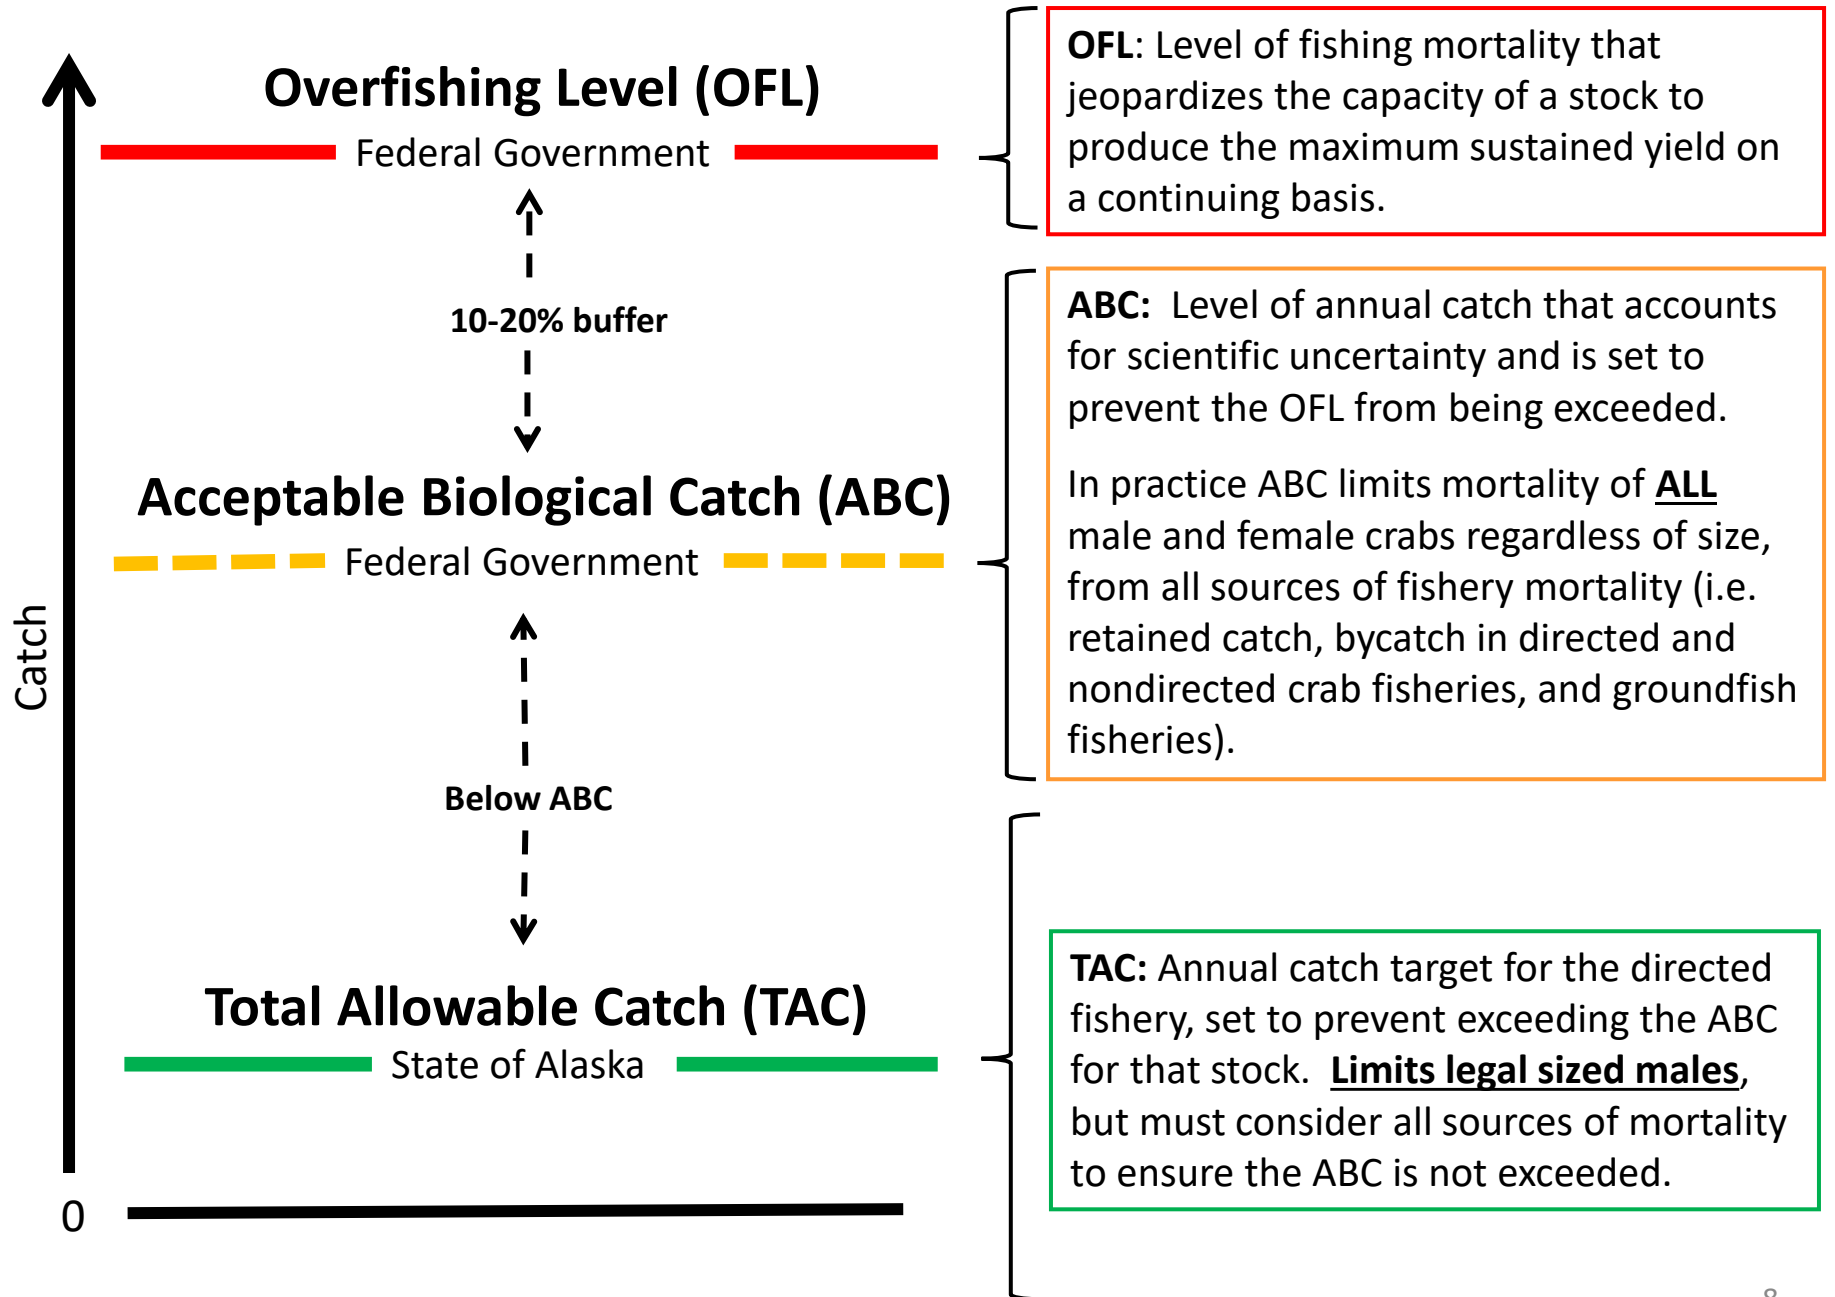 Overfishing Level (OFL)
Federal Government
10-20% buffer
Acceptable Biological Catch (ABC)
Federal Government
Below ABC
Total Allowable Catch (TAC)
State of Alaska
Catch
0
OFL: Level of fishing mortality that
jeopardizes the capacity of a stock to
produce the maximum sustained yield on
a continuing basis.
ABC:  Level of annual catch that accounts
for scientific uncertainty and is set to
prevent the OFL from being exceeded.
In practice ABC limits mortality of ALL
male and female crabs regardless of size,
from all sources of fishery mortality (i.e.
retained catch, bycatch in directed and
nondirected crab fisheries, and groundfish
fisheries).
TAC: Annual catch target for the directed
fishery, set to prevent exceeding the ABC
for that stock.  Limits legal sized males,
but must consider all sources of mortality
to ensure the ABC is not exceeded.